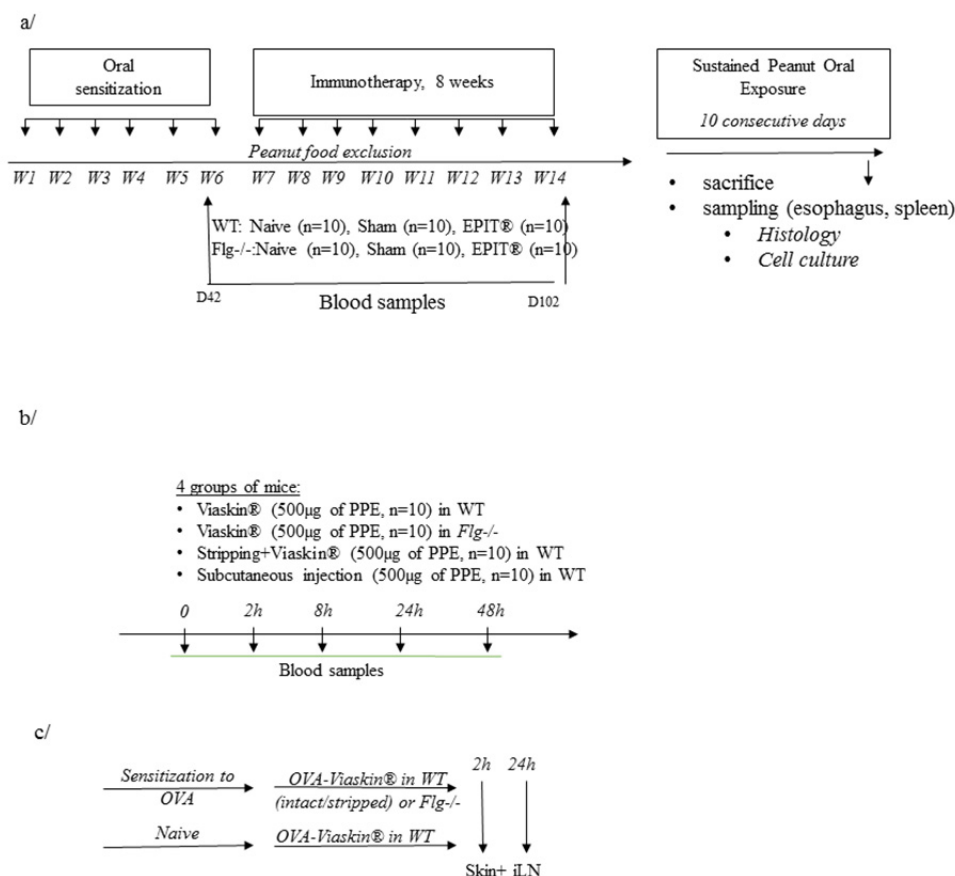 a/
Oral
sensitization
Immunotherapy, 8 weeks
Sustained Peanut Oral
Exposure
10 consecutive days
Peanut food exclusion
W1 W2 W3 W4 W5 W6 W7 W8 W9 W10 W11 W12 W13 W14
WT: Naive (n=10), Sham (n=10), EPIT® (n=10)
Flg-/-:Naive (n=10), Sham (n=10), EPIT® (n=10)
D42
Blood samples
D102
• sacrifice
• sampling (esophagus, spleen)
• Histology
• Cell culture
b/
4 groups of mice:
• Viaskin® (500µg of PPE, n=10) in WT
• Viaskin® (500µg of PPE, n=10) in Flg-/-
• Stripping+Viaskin® (500µg of PPE, n=10) in WT
• Subcutaneous injection (500µg of PPE, n=10) in WT
0 2h 8h 24h 48h
Blood samples
c/
Sensitization to
OVA
OVA-Viaskin® in WT
(intact/stripped) or Flg-/-
Naive
OVA-Viaskin® in WT
2h 24h
Skin+ iLN